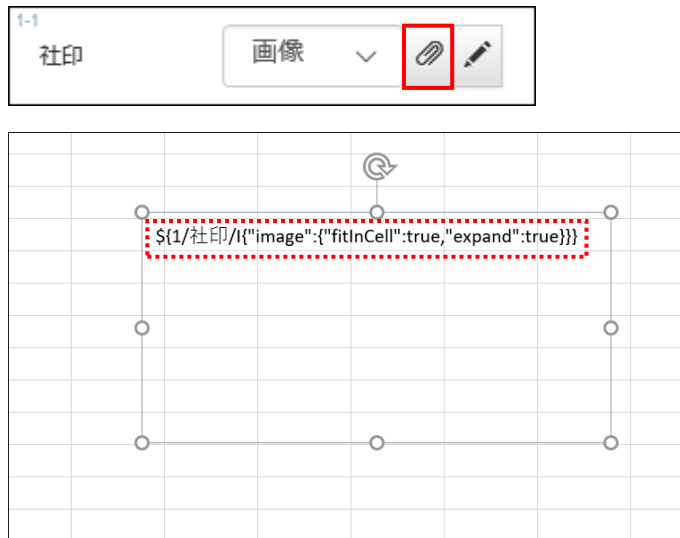 1-1
社印
画像
${1/社印/I{"image":{"fitInCell":true,"expand":true}}}